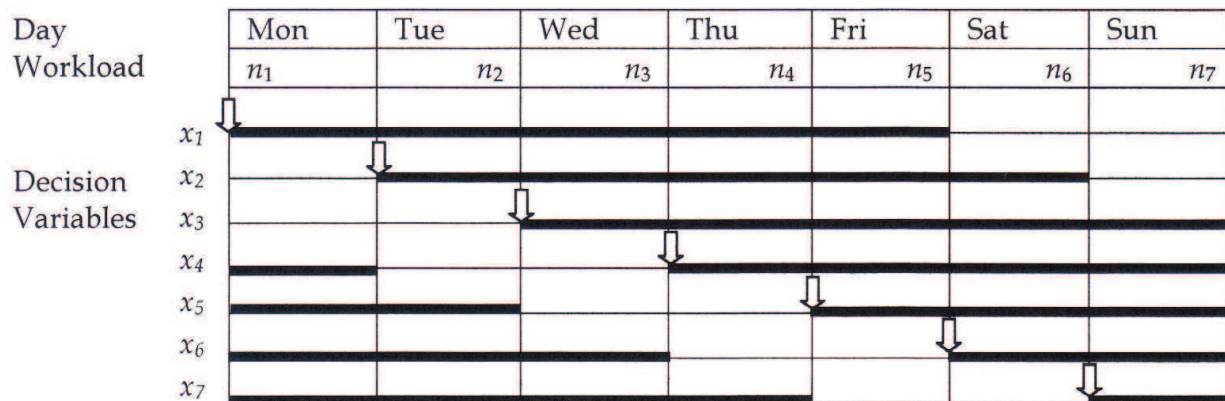 Day Mon Tue Wed Thu Fri Sat Sun
Workload n1 n2 n3 n4 n5 n6 n7
x1
Decision x2
Variables x3
x4
x5
x6
x7